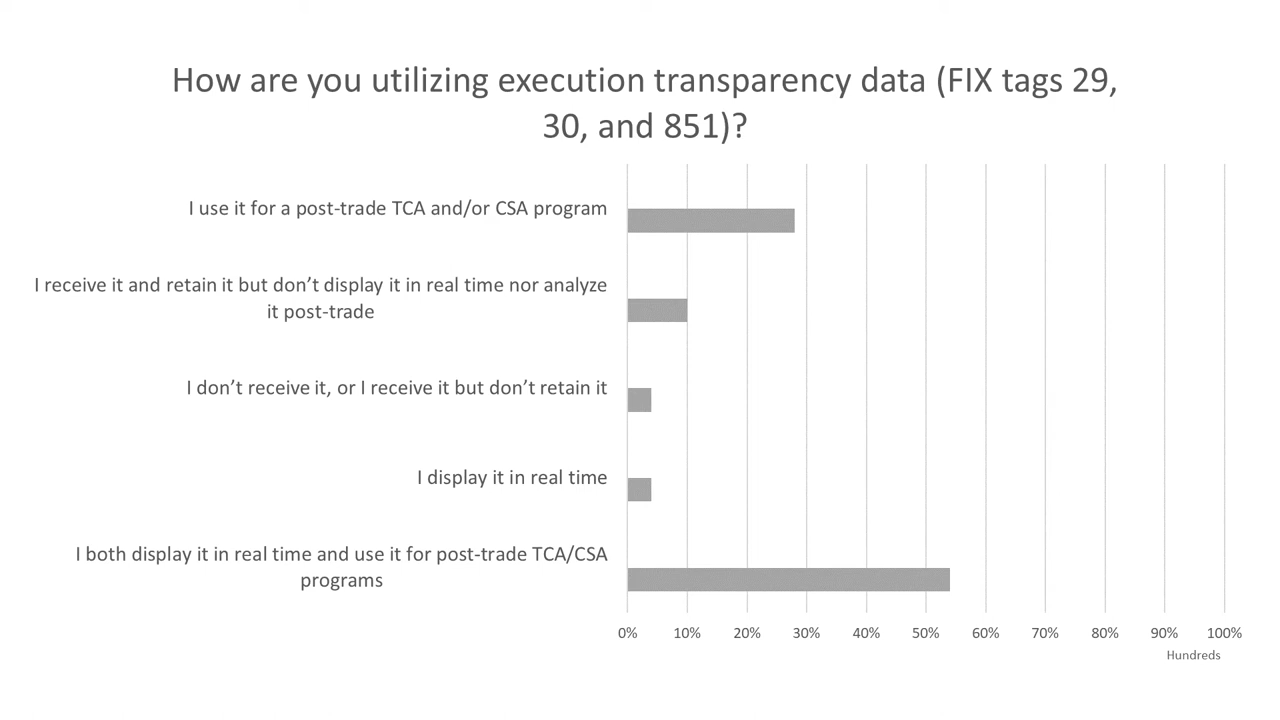 How are you utilizing execution transparency data (FIX tags 29,
30, and 851)?
I use it for a post-trade TCA and/or CSA program
I receive it and retain it but don’t display it in real time nor analyze
it post-trade
I don’t receive it, or I receive it but don’t retain it
I display it in real time
I both display it in real time and use it for post-trade TCA/CSA
programs
0% 10% 20% 30% 40% 50% 60% 70% 80% 90% 100%
Hundreds